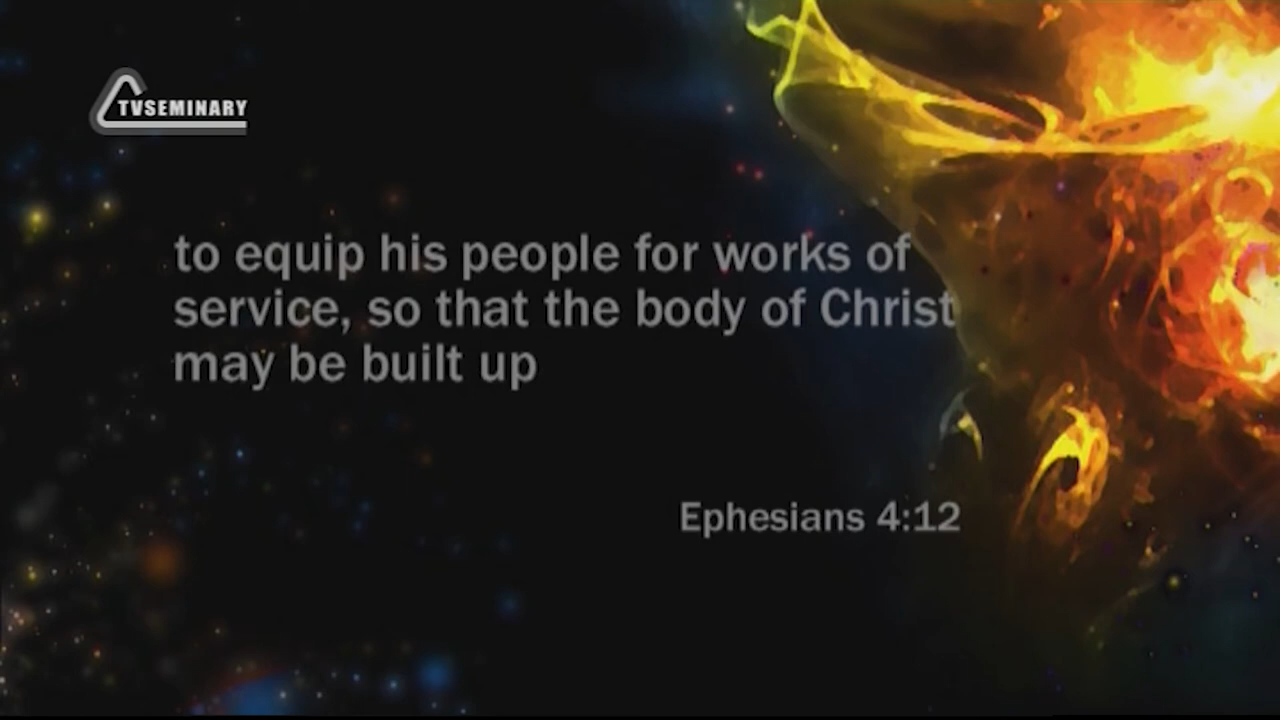 TVSEMINARY
to equip his people for works of
service, so that the body of Christ
may be built up
Ephesians 4:12